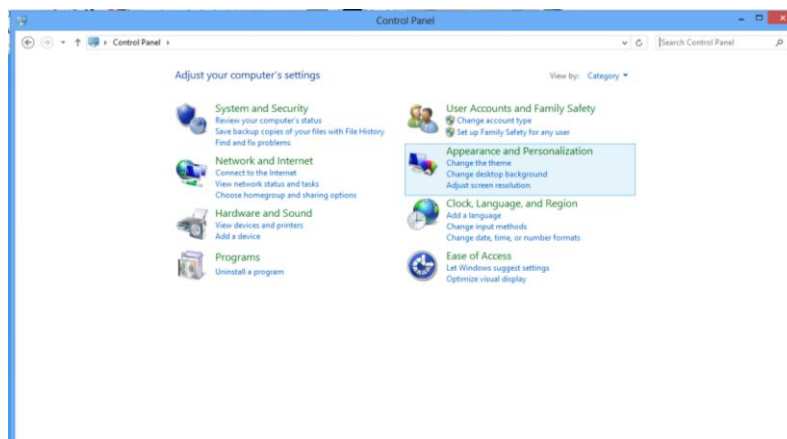 Control Panel
Control Panel
Search Control Panel
Adjust your computer's settings
View by: Category
System and Security
Review your computer's status
Save backup copies of your files with File History
Find and fix problems
Network and Internet
Connect to the Internet
View network status and tasks
Choose homegroup and sharing options
Hardware and Sound
View devices and printers
Add a device
Programs
Uninstall a program
User Accounts and Family Safety
Change account type
Set up Family Safety for any user
Appearance and Personalization
Change the theme
Change desktop background
Adjust screen resolution
Clock, Language, and Region
Add a language
Change input methods
Change date, time, or number formats
Ease of Access
Let Windows suggest settings
Optimize visual display